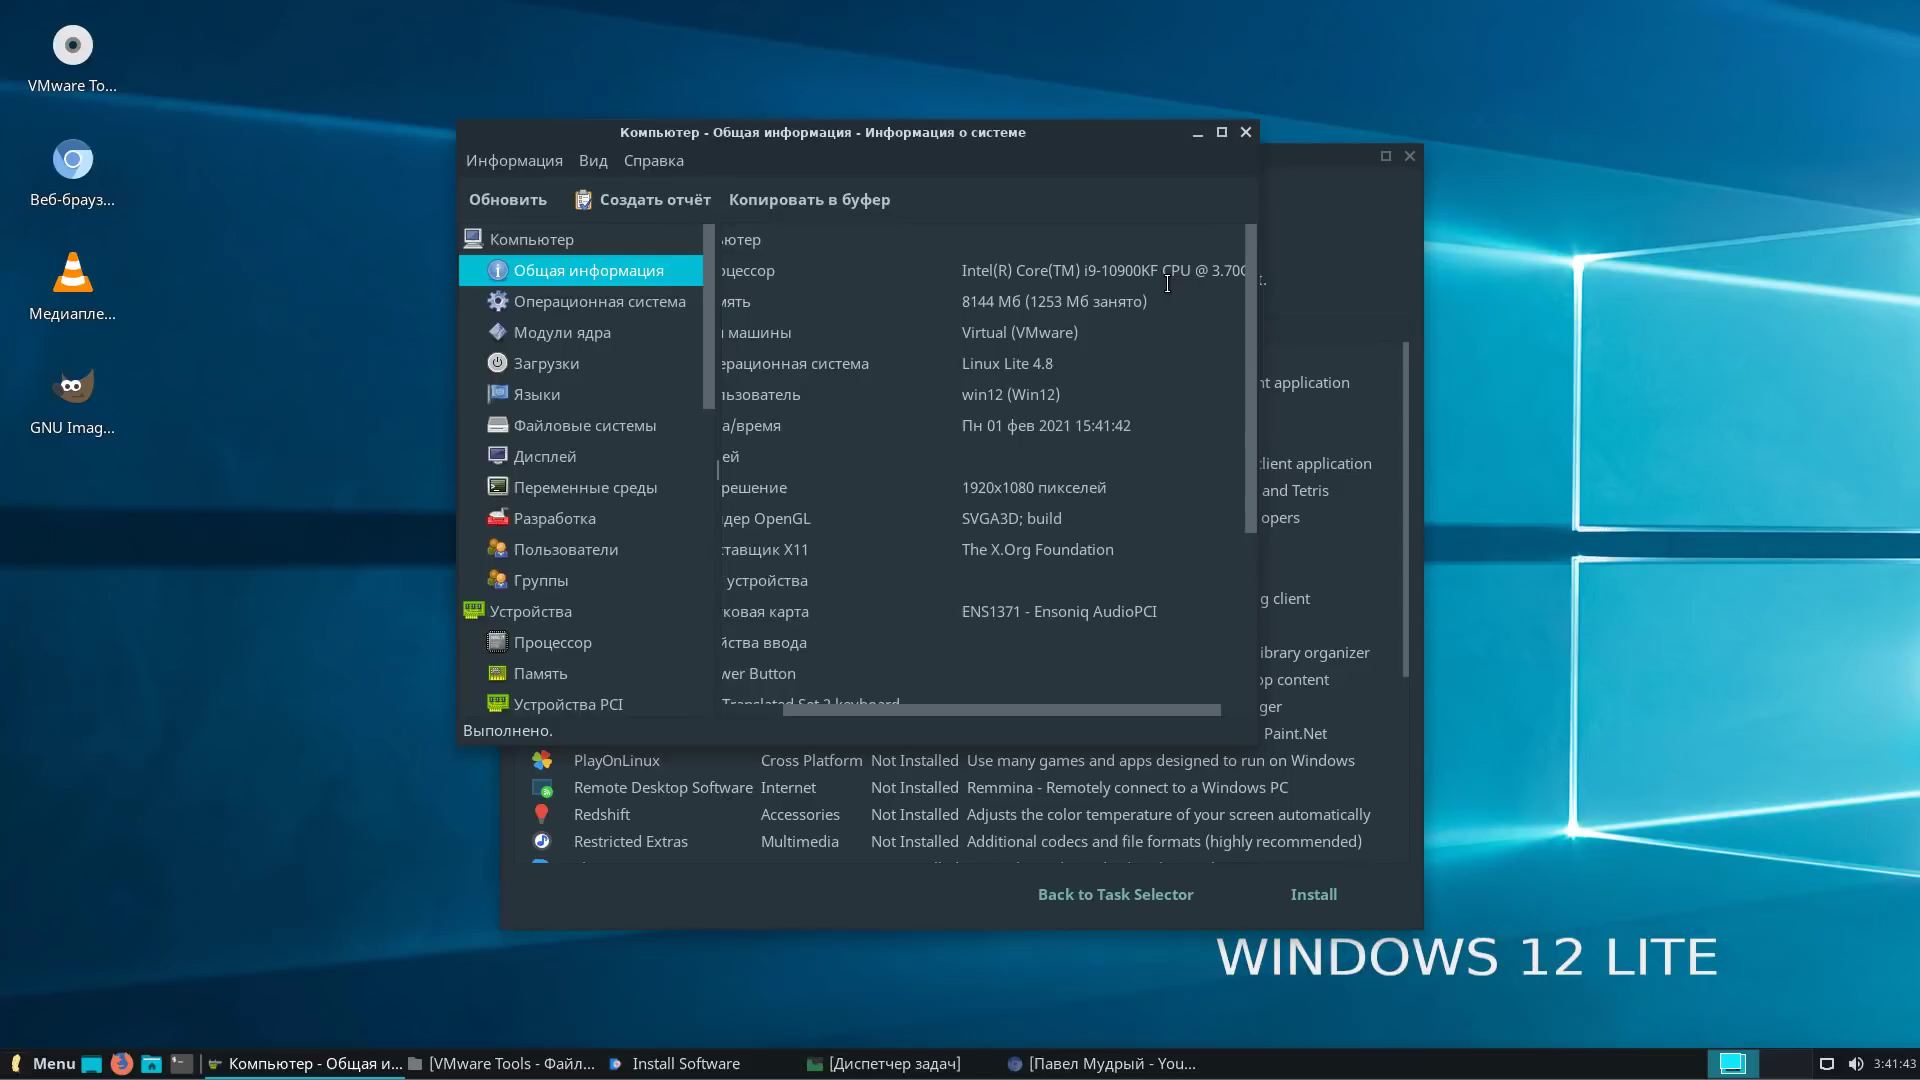 VMware To...
Веб-брауз...
Медиапле...
GNU Imag...
Компьютер - Общая информация - Информация о системе
Информация Вид Справка
Обновить Создать отчёт Копировать в буфер
Компьютер
Общая информация
Операционная система
Модули ядра
Загрузки
Языки
Файловые системы
Дисплей
Переменные среды
Разработка
Пользователи
Группы
Устройства
Процессор
Память
Устройства PCI
ютер
оцессор Intel(R) Core(TM) i9-10900KF CPU @ 3.70G
мять 8144 Мб (1253 Мб занято)
машины Virtual (VMware)
ерационная система Linux Lite 4.8
льзователь win12 (Win12)
а/время Пн 01 фев 2021 15:41:42
ей
решение 1920x1080 пикселей
дер OpenGL SVGA3D; build
ставщик X11 The X.Org Foundation
устройства
ковая карта ENS1371 - Ensoniq AudioPCI
йства ввода
wer Button
Translated Set 2 keyboard
Выполнено.
nt application
lient application
and Tetris
opers
g client
ibrary organizer
op content
ger
Paint.Net
PlayOnLinux Cross Platform Not Installed Use many games and apps designed to run on Windows
Remote Desktop Software Internet Not Installed Remmina - Remotely connect to a Windows PC
Redshift Accessories Not Installed Adjusts the color temperature of your screen automatically
Restricted Extras Multimedia Not Installed Additional codecs and file formats (highly recommended)
Back to Task Selector Install
WINDOWS 12 LITE
Menu Компьютер - Общая и... [VMware Tools - Файл... Install Software [Диспетчер задач] [Павел Мудрый - You... 3:41:43